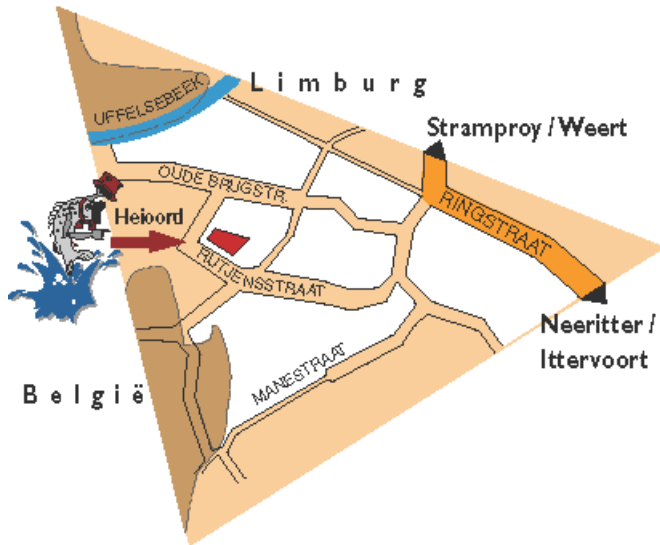 Limburg
UFFELSEBEEK
Stramproy / Weert
OUDE BRUGSTR.
RINGSTRAAT
Heioord
RUTJENSSTRAAT
Neeritter /
Ittervoort
MANESTRAAT
België